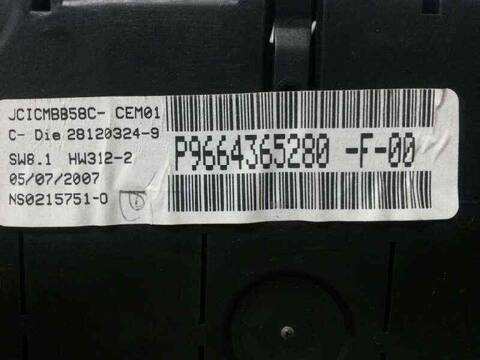 JCICMBB58C- CEM01
C- Die 28120324-9
SW8.1 HW312-2
05/07/2007
NS0215751-0
P9664365280 -F-00